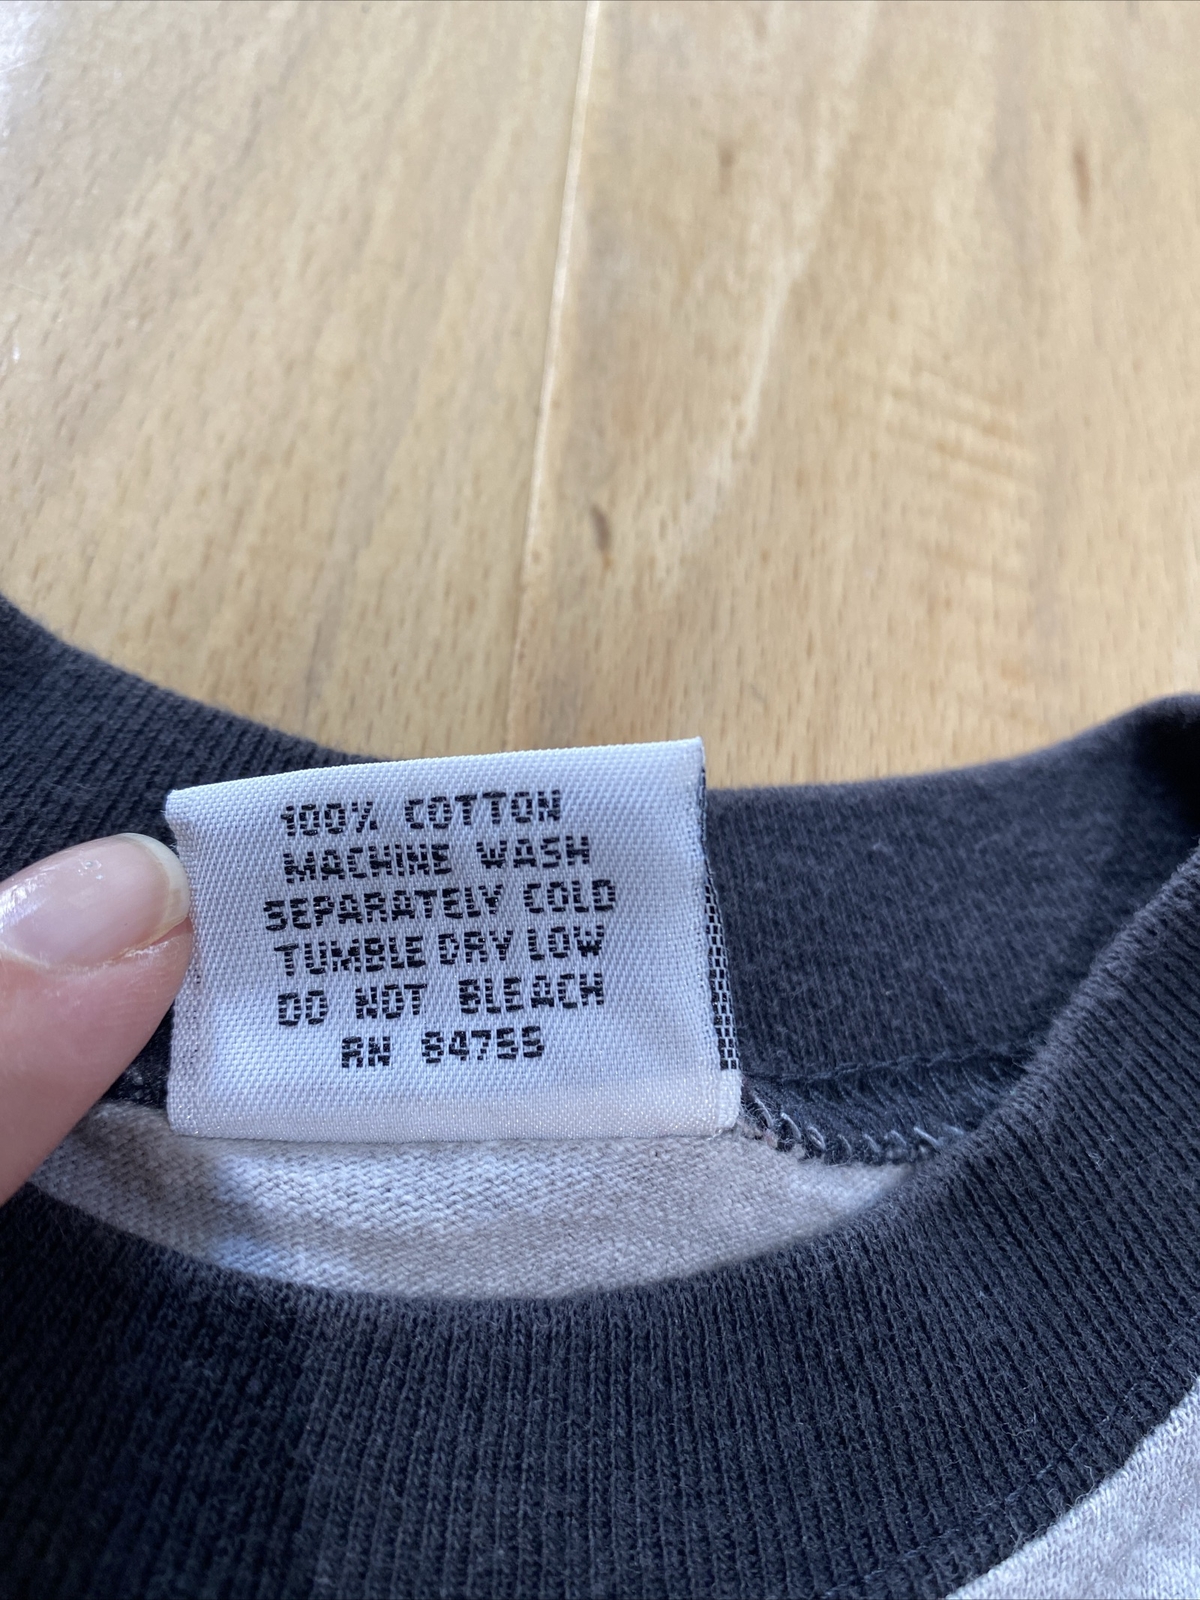 100% COTTON
MACHINE WASH
SEPARATELY COLD
TUMBLE DRY LOW
DO NOT BLEACH
RN 84755